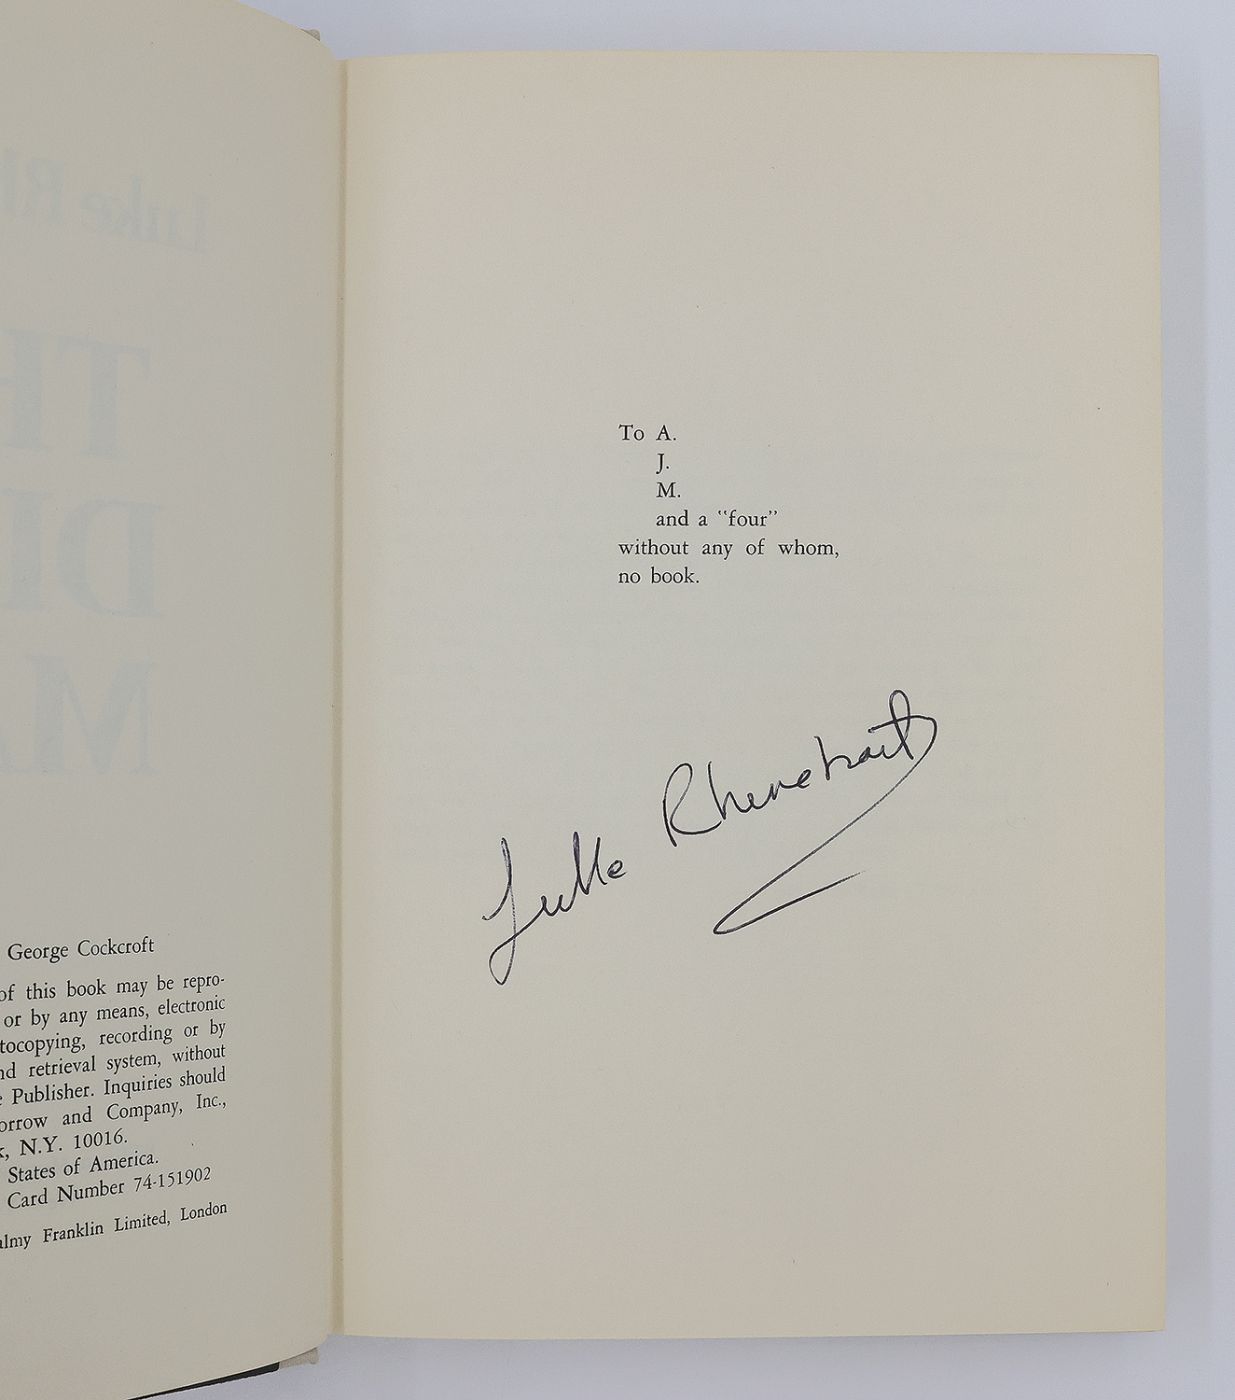 George Cockcroft
of this book may be repro-
or by any means, electronic
tocopying, recording or by
nd retrieval system, without
Publisher. Inquiries should
orrow and Company, Inc.,
N.Y. 10016.
States of America.
Card Number 74-151902
almy Franklin Limited, London
To A.
J.
M.
and a "four"
without any of whom,
no book.
Luke Rhinehart